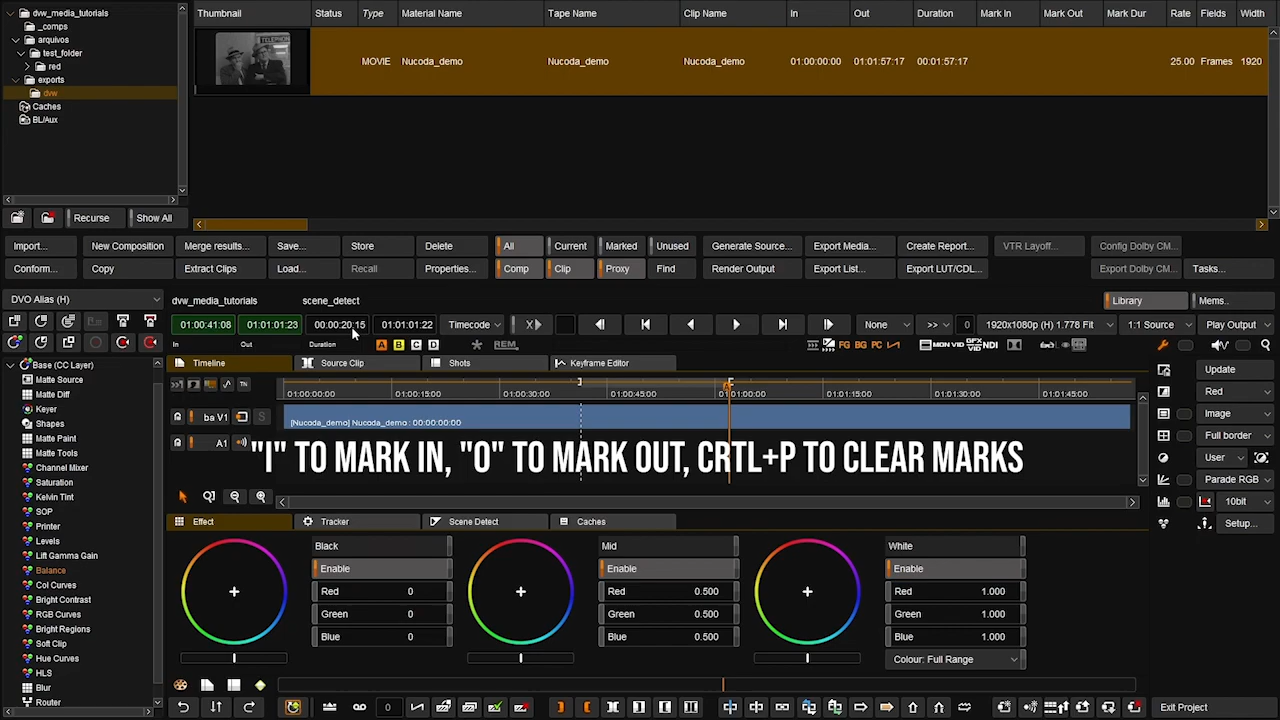 dvw_media_tutorials
_comps
arquivos
test_folder
red
exports
dvw
Caches
BL/Aux
Thumbnail Status Type Material Name Tape Name Clip Name In Out Duration Mark In Mark Out Mark Dur Rate Fields Width
TELEPHON
MOVIE Nucoda_demo Nucoda_demo Nucoda_demo 01:00:00:00 01:01:57:17 00:01:57:17 25.00 Frames 1920
Recurse Show All
Import... New Composition Merge results... Save... Store Delete All Current Marked Unused Generate Source... Export Media... Create Report... VTR Layoff... Config Dolby CM...
Conform... Copy Extract Clips Load... Recall Properties... Comp Clip Proxy Find Render Output Export List... Export LUT/CDL... Export Dolby CM... Tasks...
DVO Alias (H) dvw_media_tutorials scene_detect Library Mems..
01:00:41:08 01:01:01:23 00:00:20:15 01:01:01:22 Timecode X None >> 0 1920x1080p (H) 1.778 F 1:1 Source Play Output
In Out Duration A B C D REM FG BG PC MON VID GFX VID NDI
Base (CC Layer)
Matte Source
Matte Diff
Keyer
Shapes
Matte Paint
Matte Tools
Channel Mixer
Saturation
Kelvin Tint
SOP
Printer
Levels
Lift Gamma Gain
Balance
Col Curves
Bright Contrast
RGB Curves
Bright Regions
Soft Clip
Hue Curves
HLS
Blur
Router
Timeline Source Clip Shots Keyframe Editor
01:00:00:00 01:00:15:00 01:00:30:00 01:00:45:00 01:01:00:00 01:01:15:00 01:01:30:00 01:01:45:00
ba V1 S [Nucoda_demo] Nucoda_demo : 00:00:00:00
A1
"I" TO MARK IN, "O" TO MARK OUT, CRTL+P TO CLEAR MARKS
Update
Red
Image
Full border
User
Parade RGB
10bit
Setup...
Effect Tracker Scene Detect Caches
Black Mid White
Enable Enable Enable
Red 0 Red 0.500 Red 1.000
Green 0 Green 0.500 Green 1.000
Blue 0 Blue 0.500 Blue 1.000
Colour: Full Range
0 Exit Project